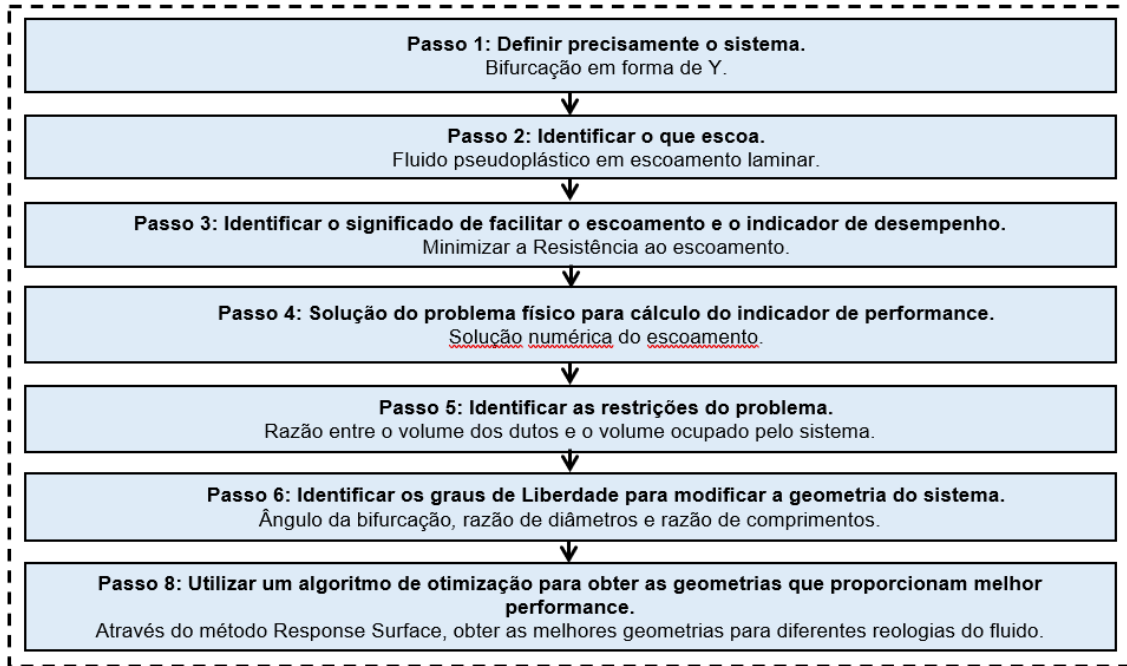 Passo 1: Definir precisamente o sistema.
Bifurcação em forma de Y.
Passo 2: Identificar o que escoa.
Fluido pseudoplástico em escoamento laminar.
Passo 3: Identificar o significado de facilitar o escoamento e o indicador de desempenho.
Minimizar a Resistência ao escoamento.
Passo 4: Solução do problema físico para cálculo do indicador de performance.
Solução numérica do escoamento.
Passo 5: Identificar as restrições do problema.
Razão entre o volume dos dutos e o volume ocupado pelo sistema.
Passo 6: Identificar os graus de Liberdade para modificar a geometria do sistema.
Ângulo da bifurcação, razão de diâmetros e razão de comprimentos.
Passo 8: Utilizar um algoritmo de otimização para obter as geometrias que proporcionam melhor
performance.
Através do método Response Surface, obter as melhores geometrias para diferentes reologias do fluido.